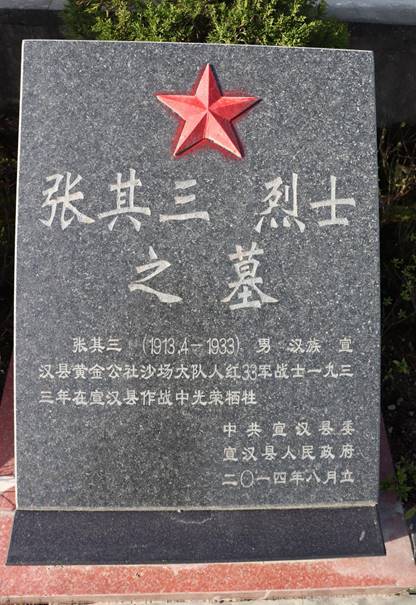 张其三 烈士
之墓
张其三 (1913.4-1933) 男 汉族 宣
汉县黄金公社沙场大队人红33军战士一九三
三年在宣汉县作战中光荣牺牲
中共宣汉县委
宣汉县人民政府
二〇一四年八月立